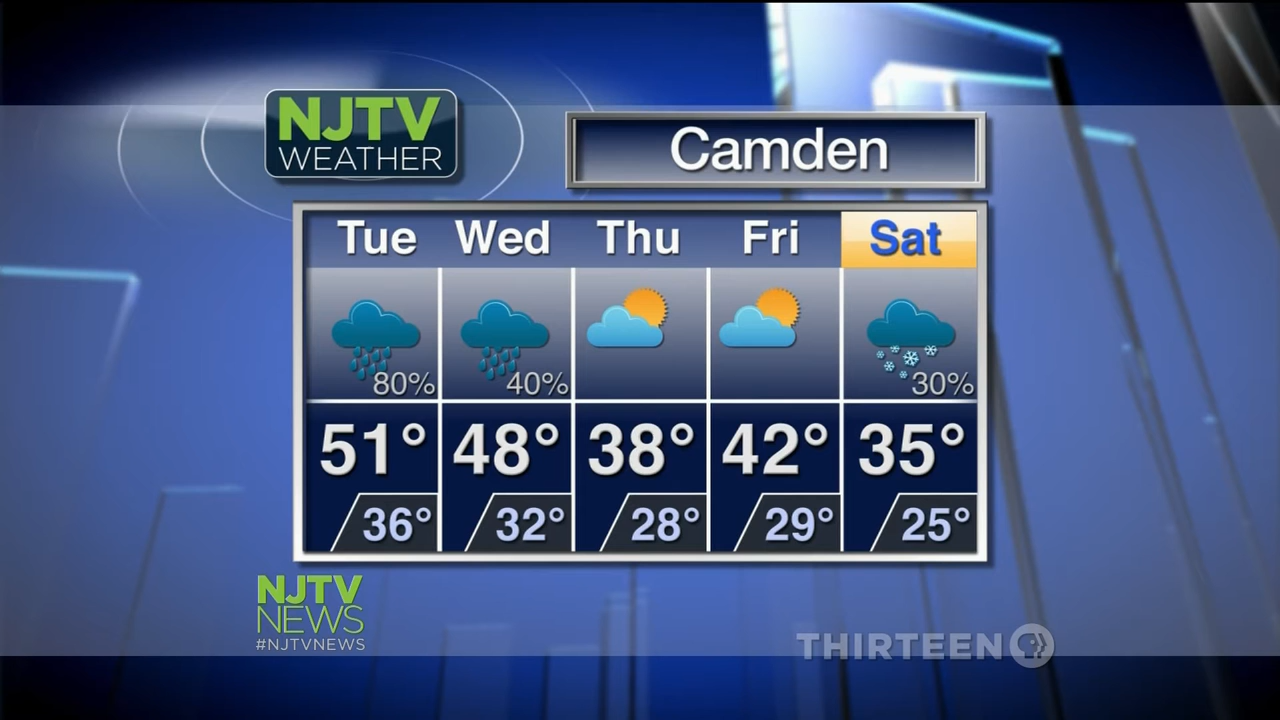 NJTV
WEATHER
Camden
Tue Wed Thu Fri Sat
80% 40% 30%
51° 48° 38° 42° 35°
36° 32° 28° 29° 25°
NJTV
NEWS
#NJTVNEWS
THIRTEEN